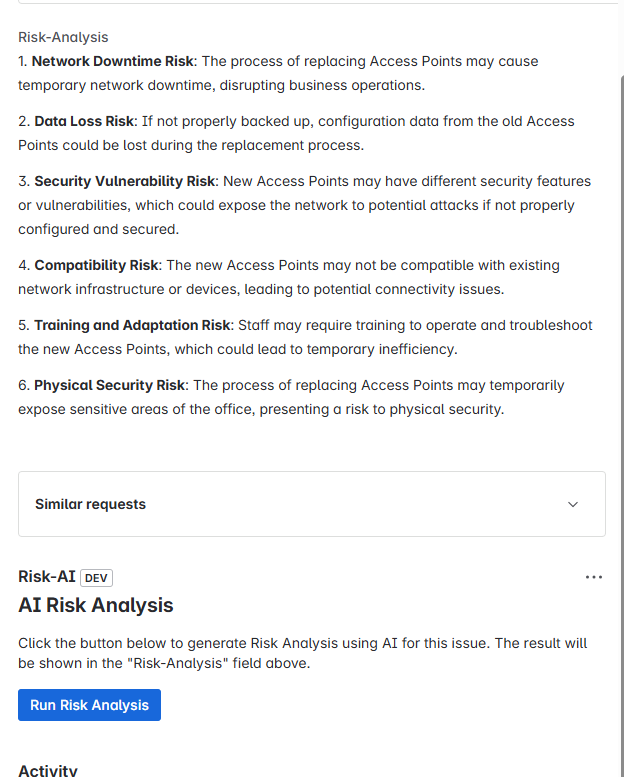 Risk-Analysis
1. Network Downtime Risk: The process of replacing Access Points may cause
temporary network downtime, disrupting business operations.
2. Data Loss Risk: If not properly backed up, configuration data from the old Access
Points could be lost during the replacement process.
3. Security Vulnerability Risk: New Access Points may have different security features
or vulnerabilities, which could expose the network to potential attacks if not properly
configured and secured.
4. Compatibility Risk: The new Access Points may not be compatible with existing
network infrastructure or devices, leading to potential connectivity issues.
5. Training and Adaptation Risk: Staff may require training to operate and troubleshoot
the new Access Points, which could lead to temporary inefficiency.
6. Physical Security Risk: The process of replacing Access Points may temporarily
expose sensitive areas of the office, presenting a risk to physical security.
Similar requests
Risk-AI DEV
AI Risk Analysis
Click the button below to generate Risk Analysis using AI for this issue. The result will
be shown in the "Risk-Analysis" field above.
Run Risk Analysis
Activity